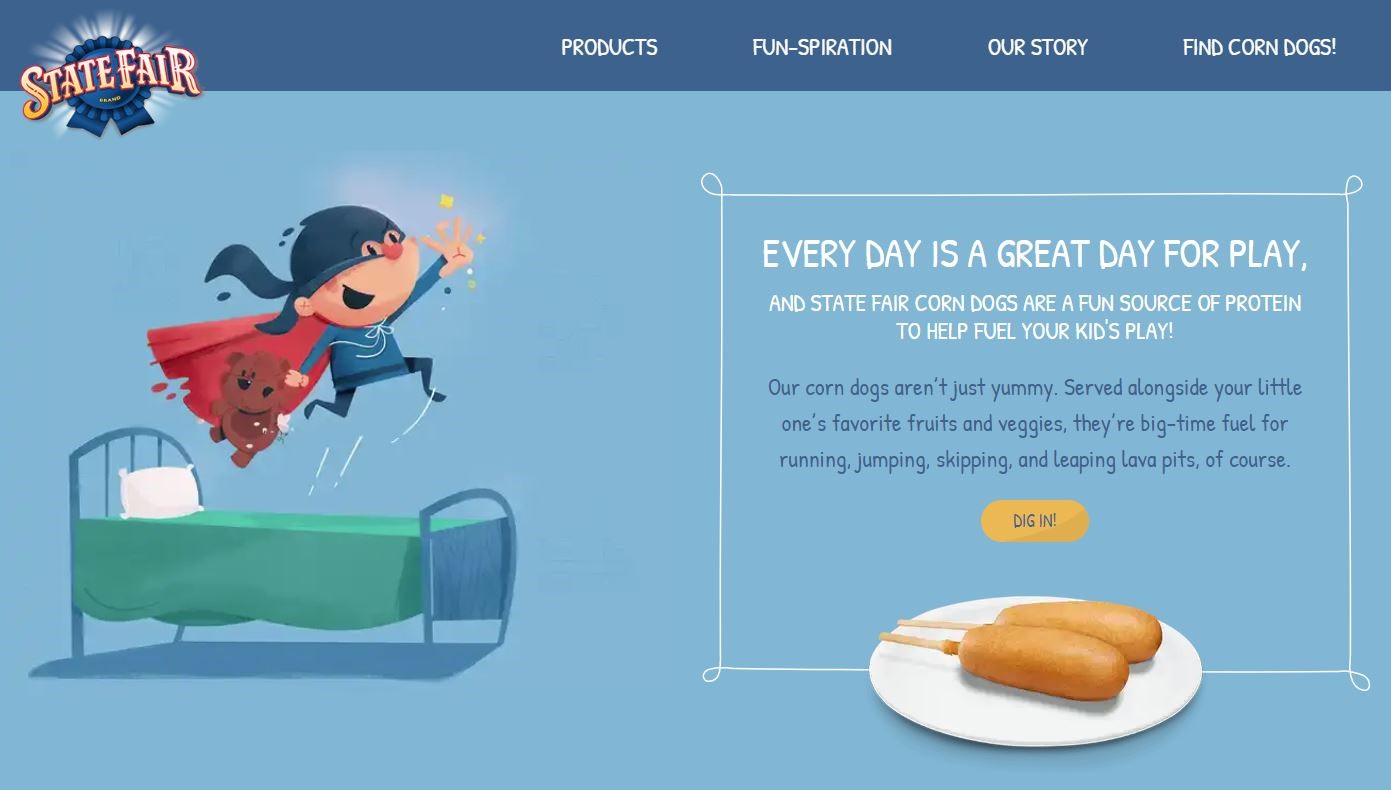 STATE FAIR
BRAND
PRODUCTS
FUN-SPIRATION
OUR STORY
FIND CORN DOGS!
EVERY DAY IS A GREAT DAY FOR PLAY,
AND STATE FAIR CORN DOGS ARE A FUN SOURCE OF PROTEIN
TO HELP FUEL YOUR KID'S PLAY!
Our corn dogs aren't just yummy. Served alongside your little
one's favorite fruits and veggies, they're big-time fuel for
running, jumping, skipping, and leaping lava pits, of course.
DIG IN!